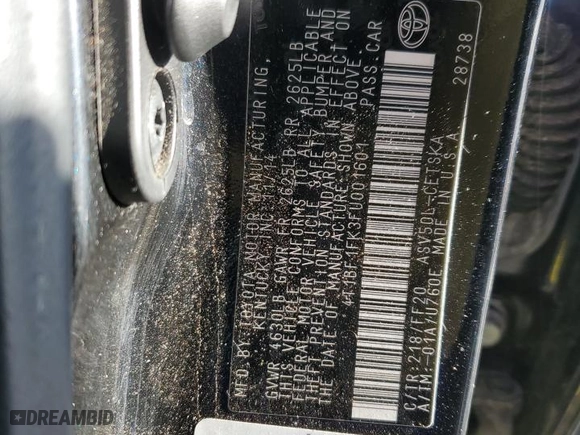 MFD. BY: TOYOTA MOTOR MANUFACTURING,
KENTUCKY, INC.
GVWR 4630LB GAWR FR 2625LB RR 2625LB
THIS VEHICLE CONFORMS TO ALL APPLICABLE
FEDERAL MOTOR VEHICLE SAFETY, BUMPER, AND
THEFT PREVENTION STANDARDS IN EFFECT ON
THE DATE OF MANUFACTURE SHOWN ABOVE.
4T1BF1FK3FU001601 PASS.CAR
C/TR:218/FF20 ASV50L-CETSKA
A/TM:-01A/U760E MADE IN U.S.A
28738
DREAMBID